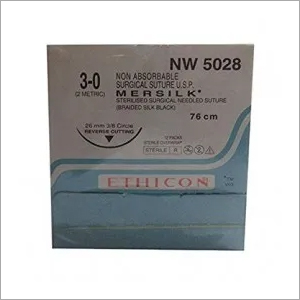 3-0
(2 METRIC)
NW 5028
NON ABSORBABLE
SURGICAL SUTURE U.S.P.
MERSILK*
STERILISED SURGICAL NEEDLED SUTURE
(BRAIDED SILK BLACK)
76 cm
26 mm 3/8 Circle
REVERSE CUTTING
STERILE R
ETHICON